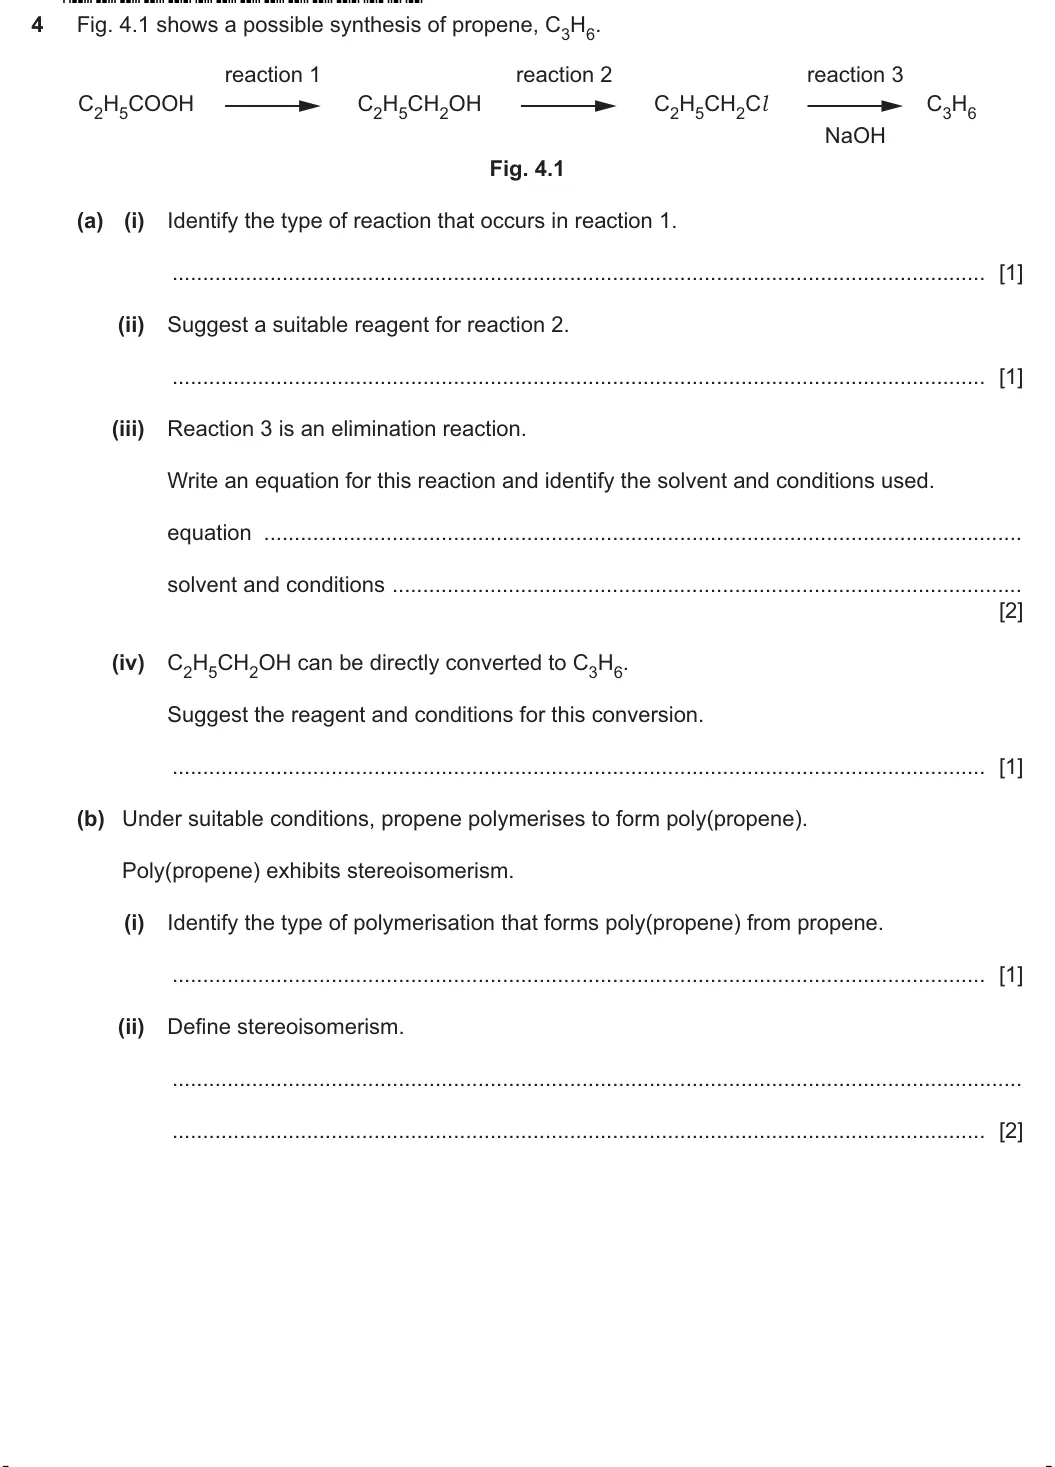 4 Fig. 4.1 shows a possible synthesis of propene, C₃H₆.
reaction 1 reaction 2 reaction 3
C₂H₅COOH C₂H₅CH₂OH C₂H₅CH₂Cl C₃H₆
NaOH
Fig. 4.1
(a) (i) Identify the type of reaction that occurs in reaction 1.
[1]
(ii) Suggest a suitable reagent for reaction 2.
[1]
(iii) Reaction 3 is an elimination reaction.
Write an equation for this reaction and identify the solvent and conditions used.
equation
solvent and conditions
[2]
(iv) C₂H₅CH₂OH can be directly converted to C₃H₆.
Suggest the reagent and conditions for this conversion.
[1]
(b) Under suitable conditions, propene polymerises to form poly(propene).
Poly(propene) exhibits stereoisomerism.
(i) Identify the type of polymerisation that forms poly(propene) from propene.
[1]
(ii) Define stereoisomerism.
[2]